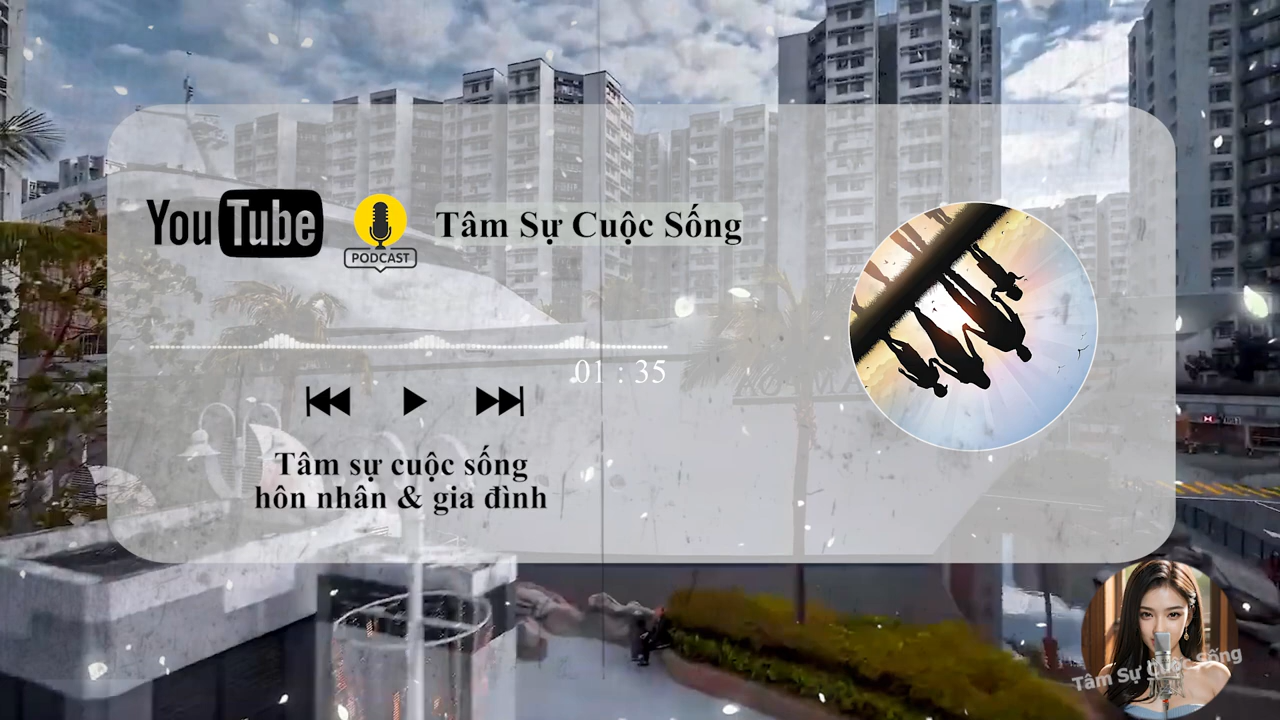 YouTube
PODCAST
Tâm Sự Cuộc Sống
01 : 35
Tâm sự cuộc sống
hôn nhân & gia đình
Tâm Sự Cuộc Sống